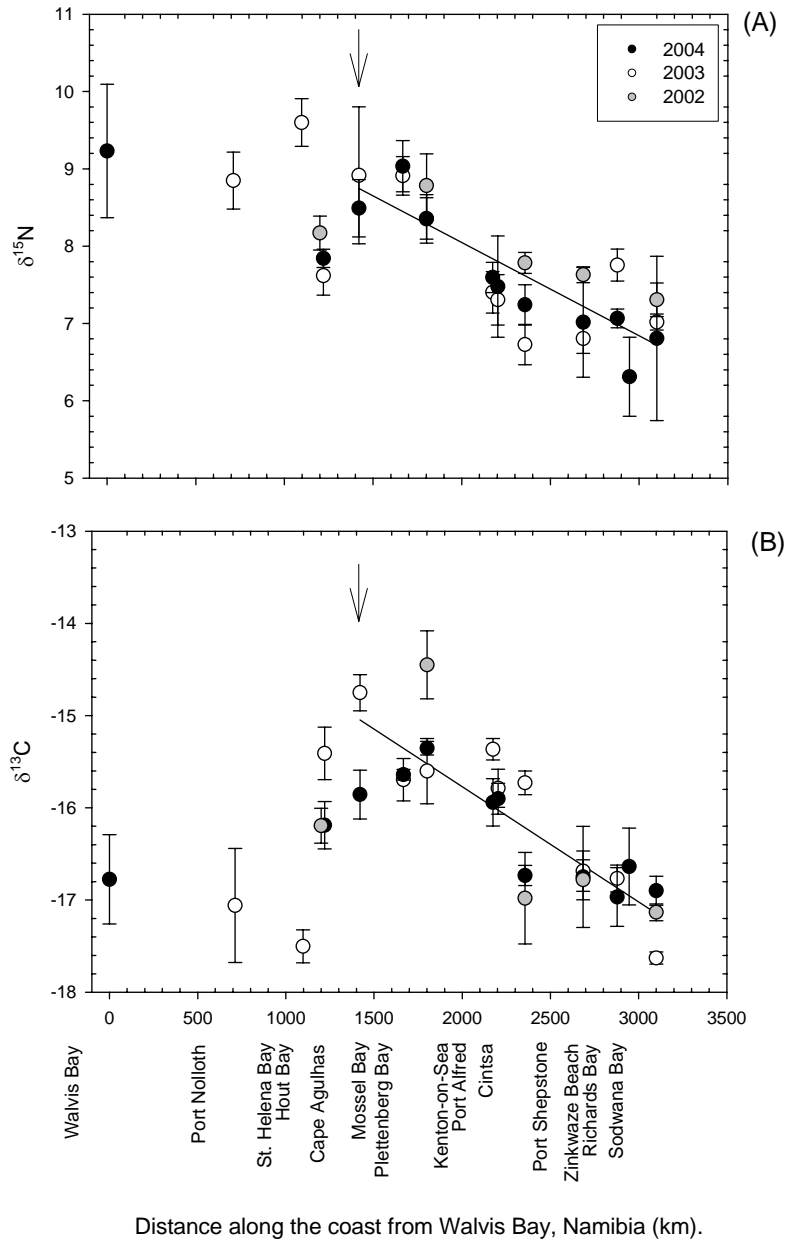 (A)
11
10
9
8
7
6
5
δ15N
2004
2003
2002
(B)
-13
-14
-15
-16
-17
-18
δ13C
0 500 1000 1500 2000 2500 3000 3500
Walvis Bay
Port Nolloth
St. Helena Bay
Hout Bay
Cape Agulhas
Mossel Bay
Plettenberg Bay
Kenton-on-Sea
Port Alfred
Cintsa
Port Shepstone
Zinkwaze Beach
Richards Bay
Sodwana Bay
Distance along the coast from Walvis Bay, Namibia (km).